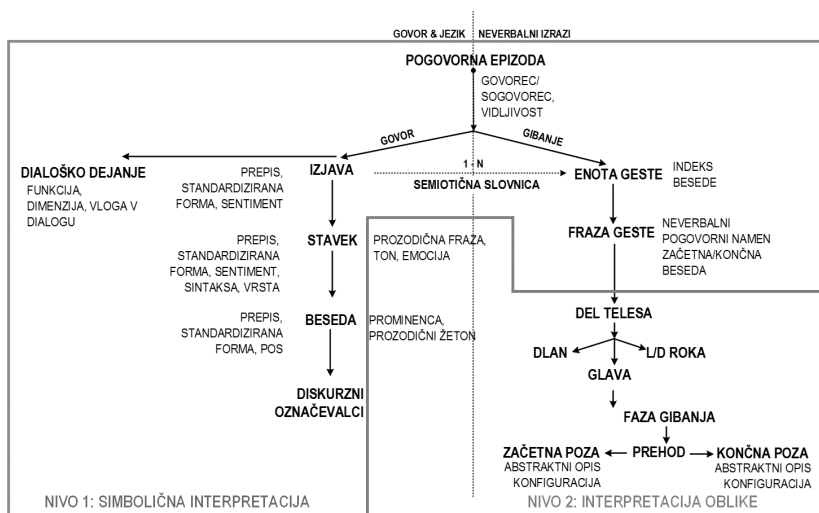 GOVOR & JEZIK NEVERBALNI IZRAZI
POGOVORNA EPIZODA
GOVOREC/
SOGOVOREC,
VIDLJIVOST
GOVOR
GIBANJE
DIALOŠKO DEJANJE
FUNKCIJA,
DIMENZIJA, VLOGA V
DIALOGU
PREPIS,
STANDARDIZIRANA
FORMA, SENTIMENT
IZJAVA
1 - N
SEMIOTIČNA SLOVNICA
ENOTA GESTE
INDEKS
BESEDE
PREPIS,
STANDARDIZIRANA
FORMA, SENTIMENT,
SINTAKSA, VRSTA
STAVEK
PROZODIČNA FRAZA,
TON, EMOCIJA
FRAZA GESTE
NEVERBALNI
POGOVORNI NAMEN
ZAČETNA/KONČNA
BESEDA
PREPIS,
STANDARDIZIRANA
FORMA, POS
BESEDA
PROMINENCA,
PROZODIČNI ŽETON
DISKURZNI
OZNAČEVALCI
DEL TELESA
DLAN
L/D ROKA
GLAVA
FAZA GIBANJA
ZAČETNA POZA
ABSTRAKTNI OPIS
KONFIGURACIJA
PREHOD
KONČNA POZA
ABSTRAKTNI OPIS
KONFIGURACIJA
NIVO 1: SIMBOLIČNA INTERPRETACIJA
NIVO 2: INTERPRETACIJA OBLIKE